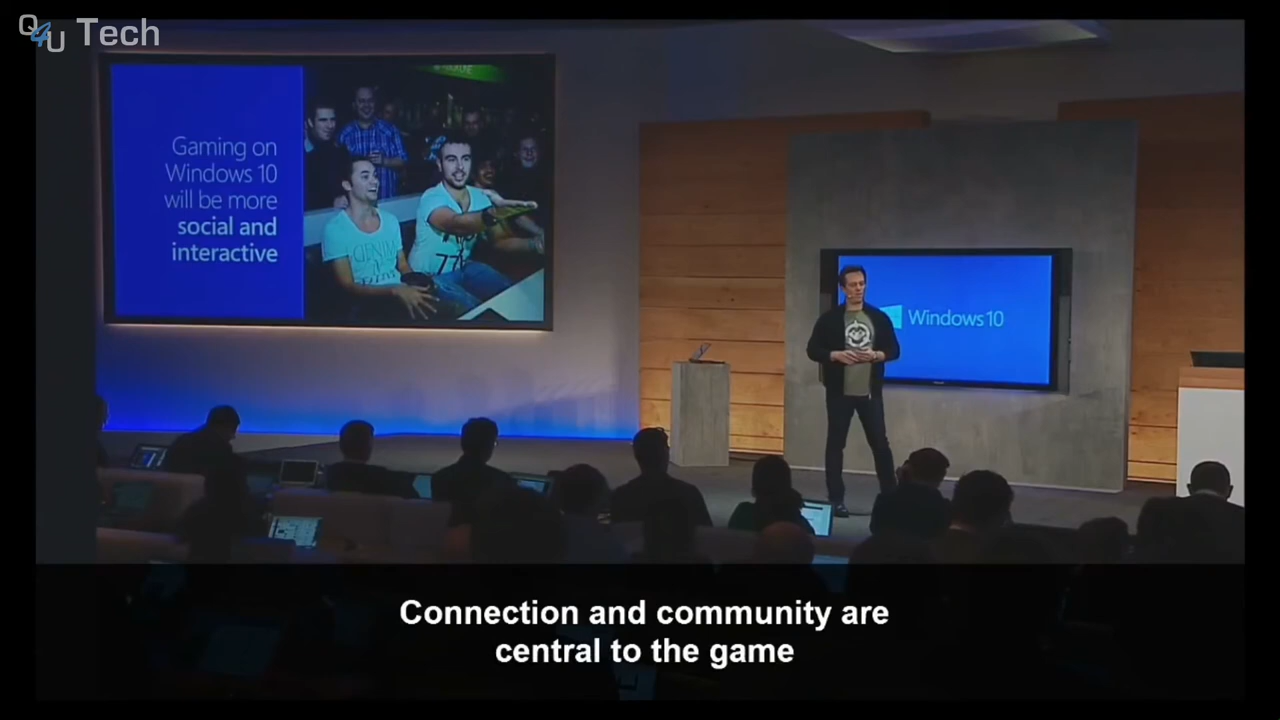 Q4U Tech
Gaming on
Windows 10
will be more
social and
interactive
Windows 10
Connection and community are
central to the game